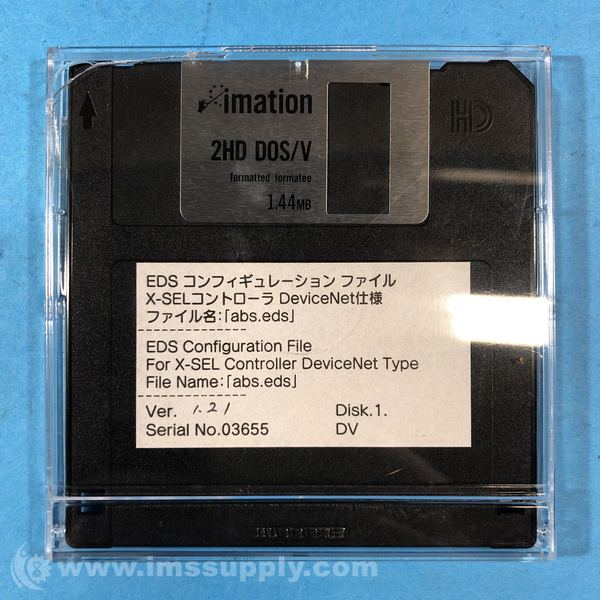 imation
HD
2HD DOS/V
formatted formatee
1.44MB
EDS コンフィギュレーション ファイル
X-SELコントローラ DeviceNet仕様
ファイル名:「abs.eds」
EDS Configuration File
For X-SEL Controller DeviceNet Type
File Name:「abs.eds」
Ver. 1.21 Disk.1.
Serial No.03655 DV
www.imssupply.com